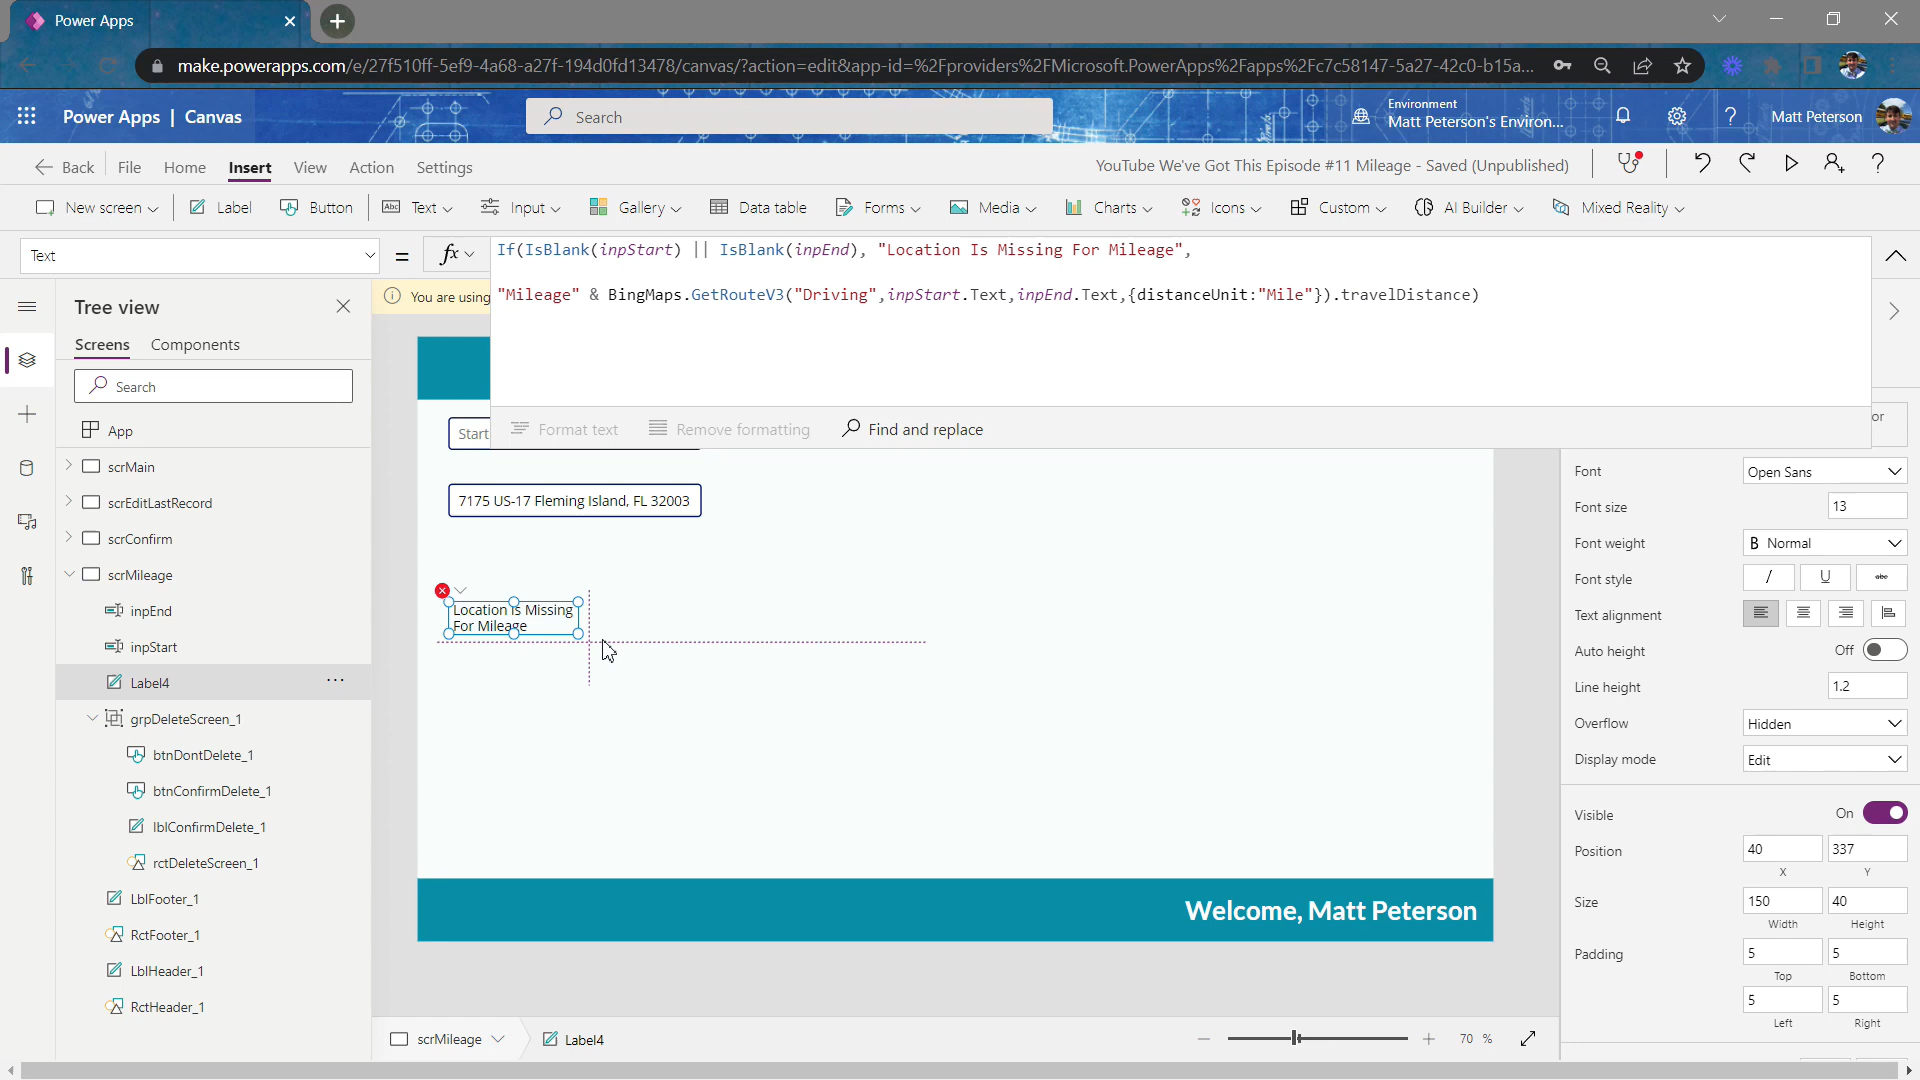 Power Apps
make.powerapps.com/e/27f510ff-5ef9-4a68-a27f-194d0fd13478/canvas/?action=edit&app-id=%2Fproviders%2FMicrosoft.PowerApps%2Fapps%2Fc7c58147-5a27-42c0-b15a...
Power Apps | Canvas
Search
Environment
Matt Peterson's Environ...
Matt Peterson
Back
File
Home
Insert
View
Action
Settings
YouTube We've Got This Episode #11 Mileage - Saved (Unpublished)
New screen
Label
Button
Text
Input
Gallery
Data table
Forms
Media
Charts
Icons
Custom
AI Builder
Mixed Reality
Text
=
fx
If(IsBlank(inpStart) || IsBlank(inpEnd), "Location Is Missing For Mileage",
"Mileage" & BingMaps.GetRouteV3("Driving",inpStart.Text,inpEnd.Text,{distanceUnit:"Mile"}).travelDistance)
Format text
Remove formatting
Find and replace
Tree view
Screens
Components
Search
App
scrMain
scrEditLastRecord
scrConfirm
scrMileage
inpEnd
inpStart
Label4
grpDeleteScreen_1
btnDontDelete_1
btnConfirmDelete_1
lblConfirmDelete_1
rctDeleteScreen_1
LblFooter_1
RctFooter_1
LblHeader_1
RctHeader_1
You are using
Start
7175 US-17 Fleming Island, FL 32003
Location Is Missing
For Mileage
Welcome, Matt Peterson
scrMileage
Label4
70 %
or
Font
Open Sans
Font size
13
Font weight
B Normal
Font style
/ U abc
Text alignment
Auto height
Off
Line height
1.2
Overflow
Hidden
Display mode
Edit
Visible
On
Position
40
337
X
Y
Size
150
40
Width
Height
Padding
5
5
Top
Bottom
5
5
Left
Right